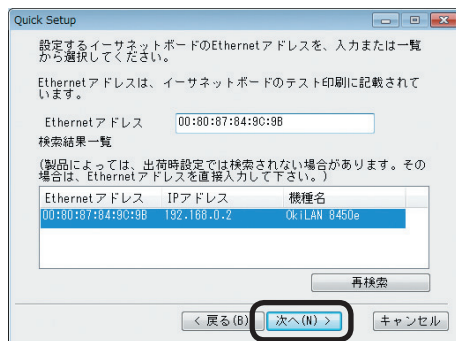 Quick Setup
設定するイーサネットボードのEthernetアドレスを、入力または一覧
から選択してください。
Ethernetアドレスは、イーサネットボードのテスト印刷に記載されて
います。
Ethernetアドレス 00:80:87:84:9C:9B
検索結果一覧
(製品によっては、出荷時設定では検索されない場合があります。その
場合は、Ethernetアドレスを直接入力して下さい。)
Ethernetアドレス IPアドレス 機種名
00:80:87:84:9C:9B 192.168.0.2 OkiLAN 8450e
再検索
< 戻る(B) 次へ(N) > キャンセル